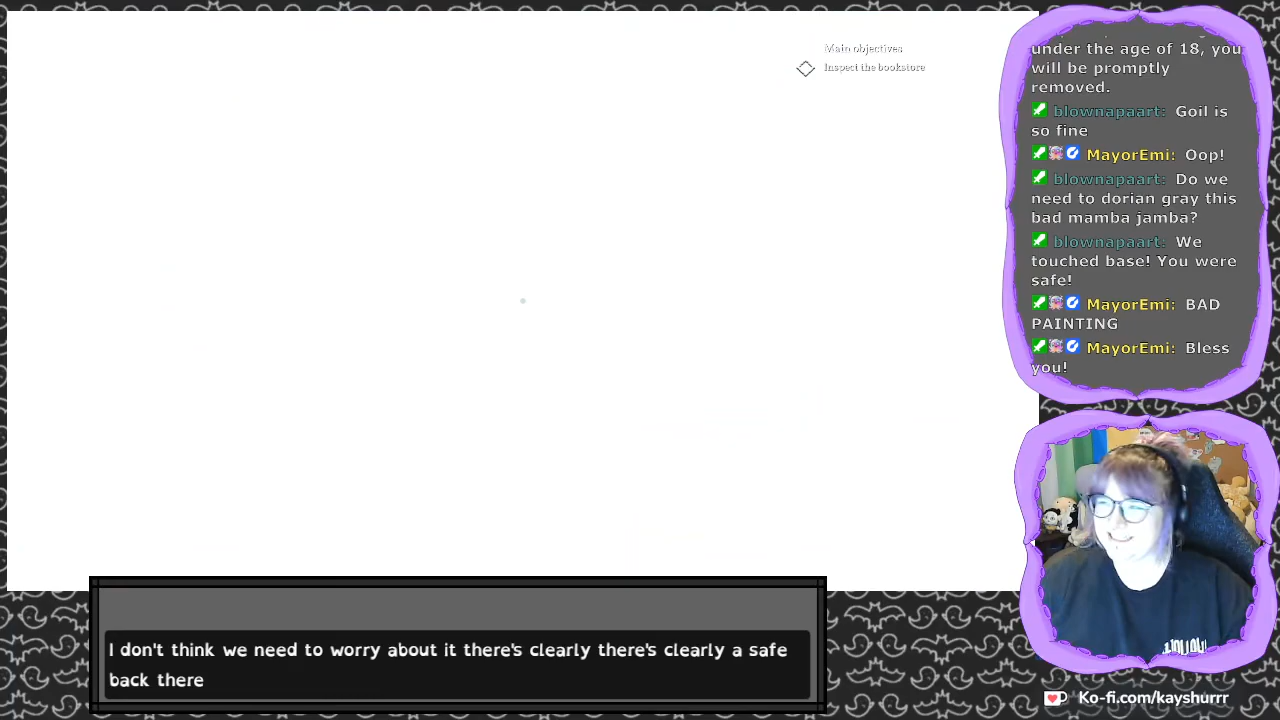 Main objectives
Inspect the bookstore
under the age of 18, you
will be promptly
removed.
blownapaart: Goil is
so fine
MayorEmi: Oop!
blownapaart: Do we
need to dorian gray this
bad mamba jamba?
blownapaart: We
touched base! You were
safe!
MayorEmi: BAD
PAINTING
MayorEmi: Bless
you!
I don't think we need to worry about it there's clearly there's clearly a safe
back there
Ko-fi.com/kayshurrr